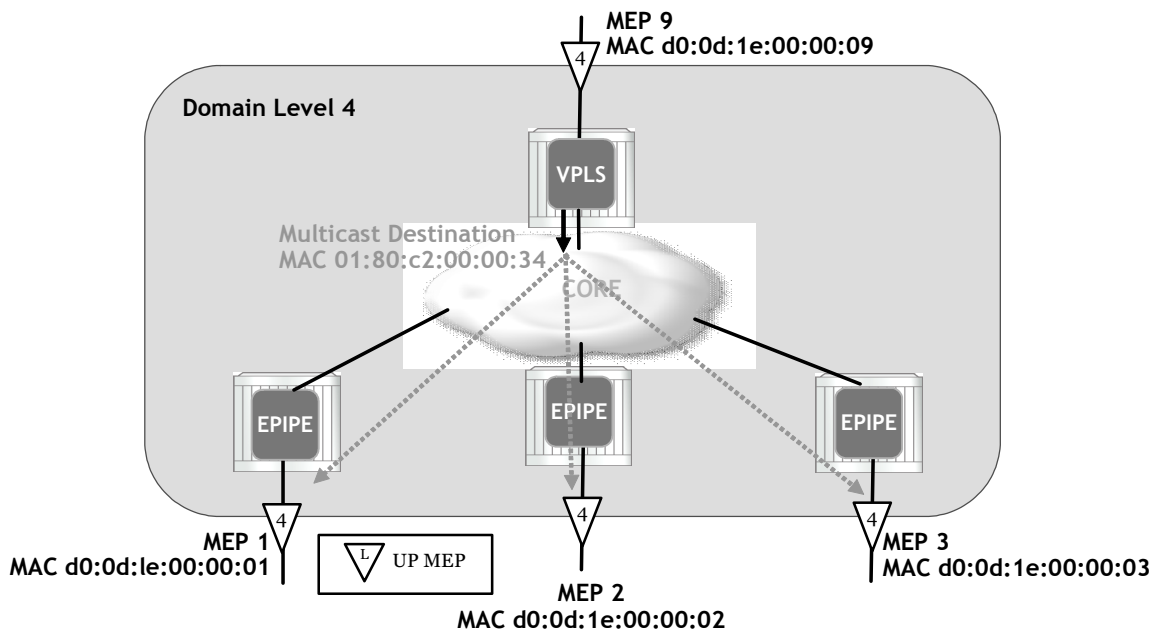 MEP 9
MAC d0:0d:1e:00:00:09
4
Domain Level 4
VPLS
Multicast Destination
MAC 01:80:c2:00:00:34
CORE
EPIPE
EPIPE
EPIPE
4
4
4
MEP 1
MAC d0:0d:le:00:00:01
L UP MEP
MEP 3
MAC d0:0d:1e:00:00:03
MEP 2
MAC d0:0d:1e:00:00:02